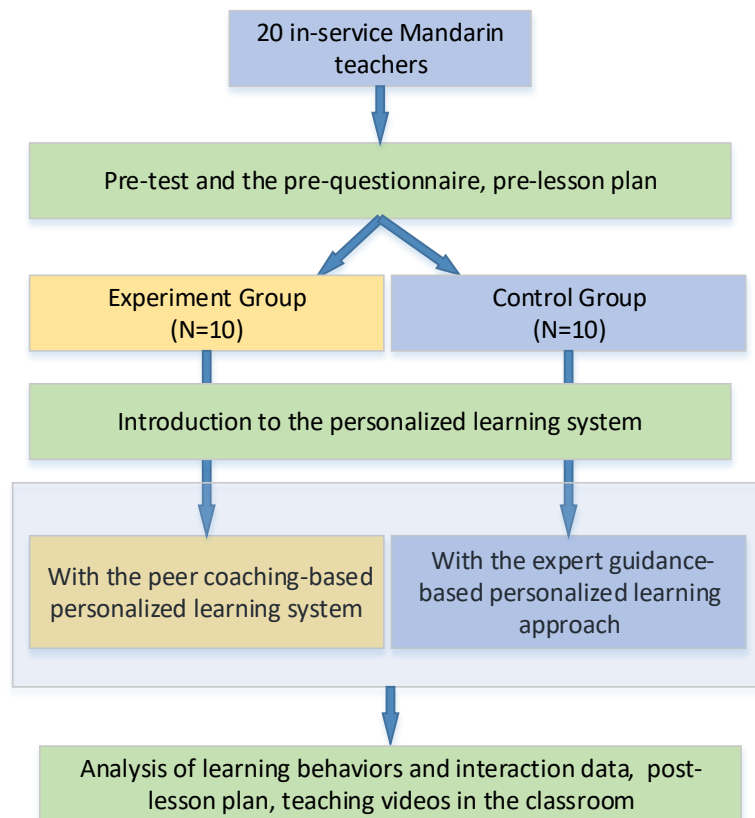 20 in-service Mandarin
teachers
Pre-test and the pre-questionnaire, pre-lesson plan
Experiment Group
(N=10)
Control Group
(N=10)
Introduction to the personalized learning system
With the peer coaching-based
personalized learning system
With the expert guidance-
based personalized learning
approach
Analysis of learning behaviors and interaction data, post-
lesson plan, teaching videos in the classroom